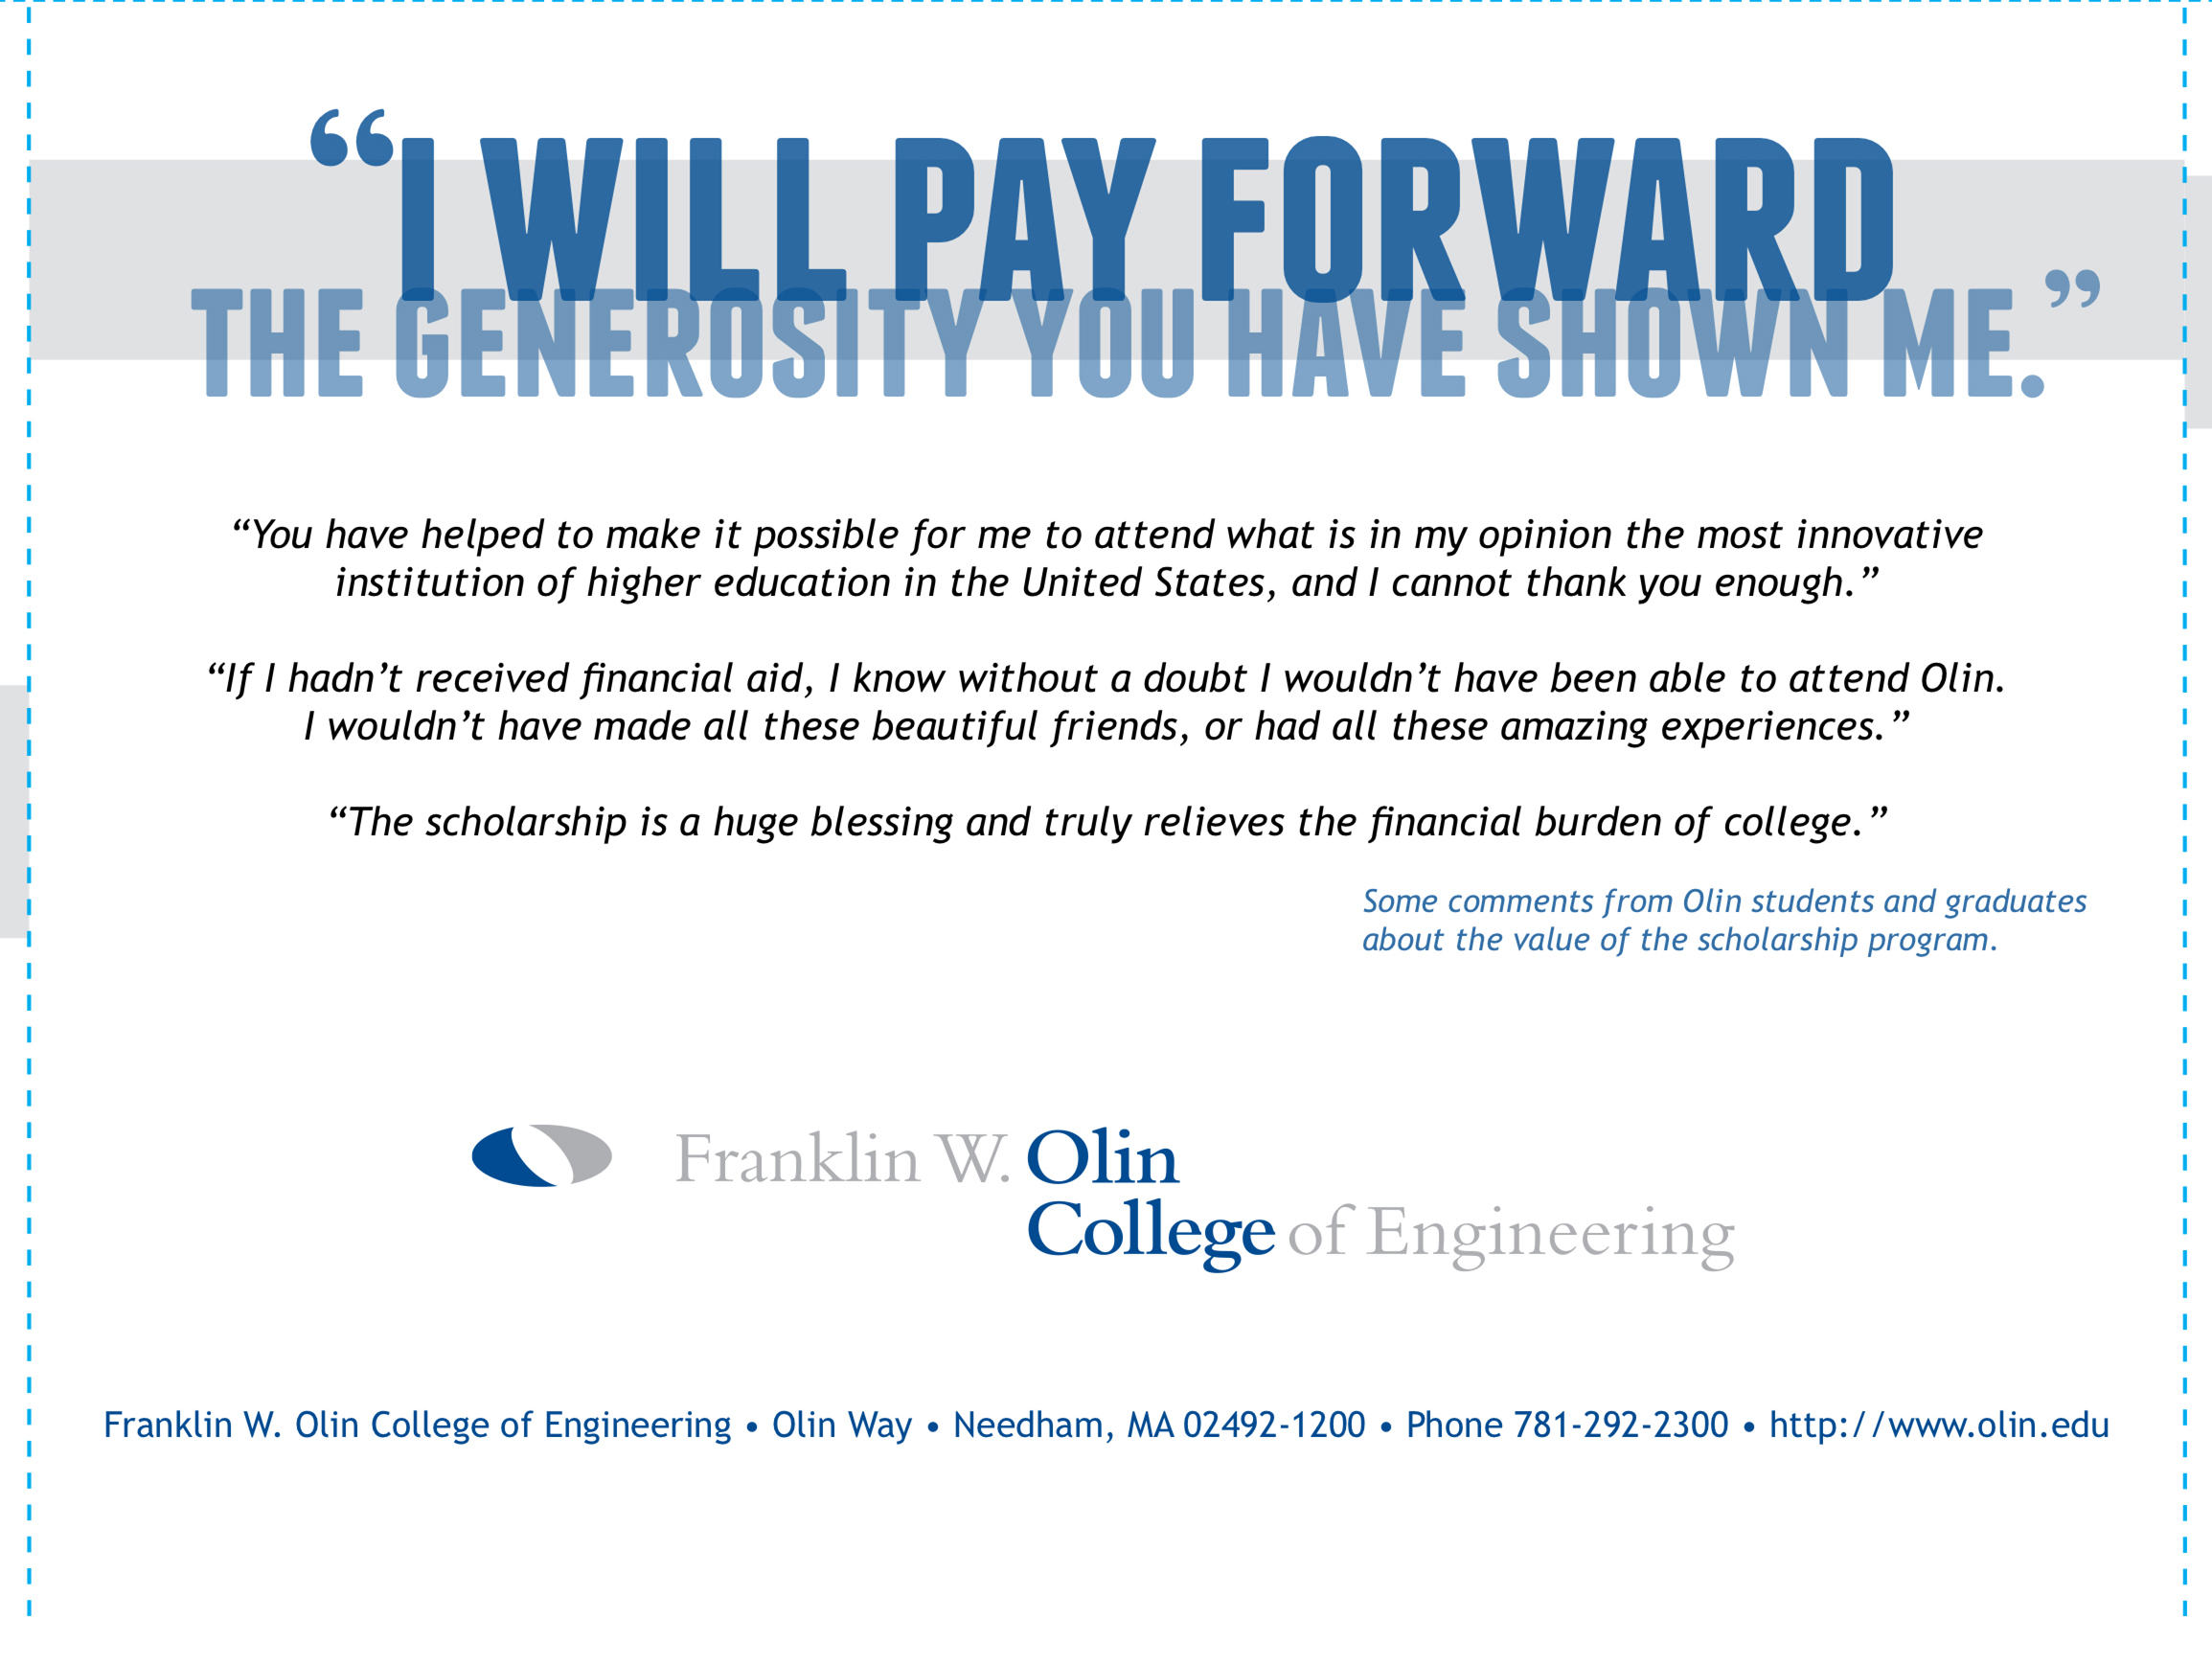 “I WILL PAY FORWARD
THE GENEROSITY YOU HAVE SHOWN ME.”
“You have helped to make it possible for me to attend what is in my opinion the most innovative
institution of higher education in the United States, and I cannot thank you enough.”
“If I hadn’t received financial aid, I know without a doubt I wouldn’t have been able to attend Olin.
I wouldn’t have made all these beautiful friends, or had all these amazing experiences.”
“The scholarship is a huge blessing and truly relieves the financial burden of college.”
Some comments from Olin students and graduates
about the value of the scholarship program.
Franklin W. Olin
College of Engineering
Franklin W. Olin College of Engineering • Olin Way • Needham, MA 02492-1200 • Phone 781-292-2300 • http://www.olin.edu